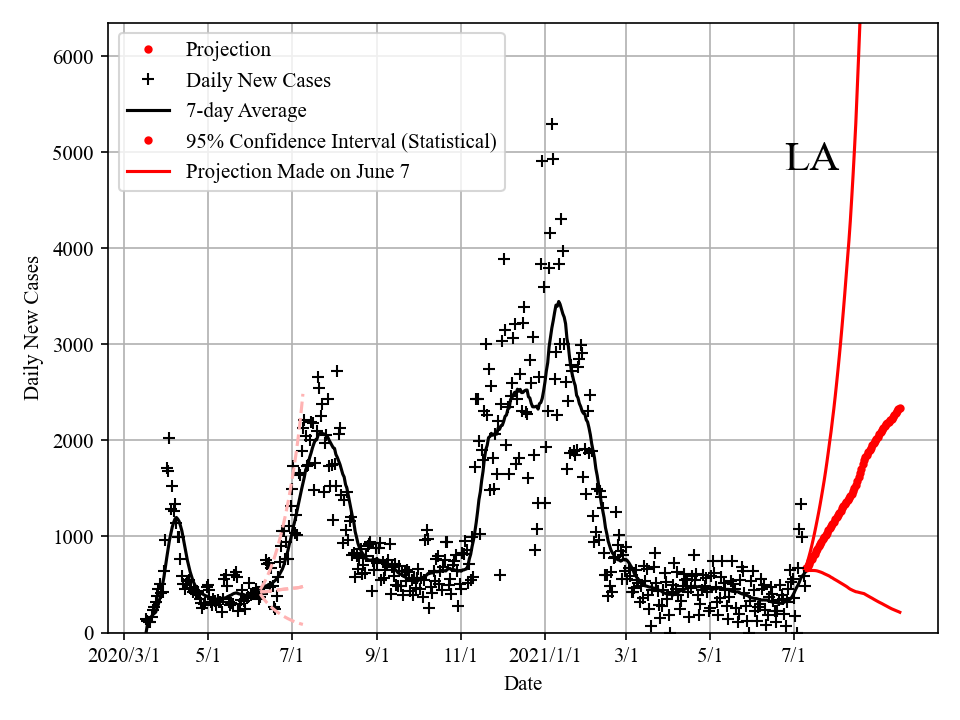 Projection
Daily New Cases
7-day Average
95% Confidence Interval (Statistical)
Projection Made on June 7
LA
6000
5000
4000
3000
2000
1000
0
Daily New Cases
2020/3/1 5/1 7/1 9/1 11/1 2021/1/1 3/1 5/1 7/1
Date